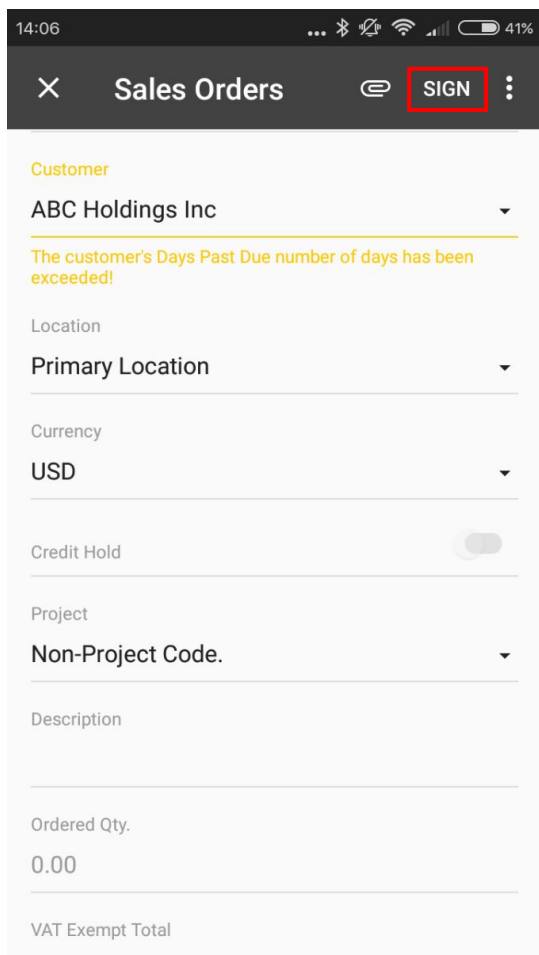 14:06 ... 41%
Sales Orders SIGN
Customer
ABC Holdings Inc
The customer's Days Past Due number of days has been
exceeded!
Location
Primary Location
Currency
USD
Credit Hold
Project
Non-Project Code.
Description
Ordered Qty.
0.00
VAT Exempt Total